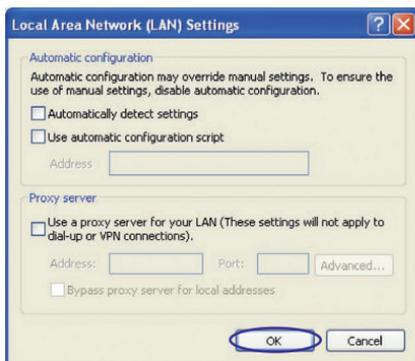 Local Area Network (LAN) Settings
Automatic configuration
Automatic configuration may override manual settings. To ensure the
use of manual settings, disable automatic configuration.
Automatically detect settings
Use automatic configuration script
Address
Proxy server
Use a proxy server for your LAN (These settings will not apply to
dial-up or VPN connections).
Address: Port: Advanced...
Bypass proxy server for local addresses
OK Cancel